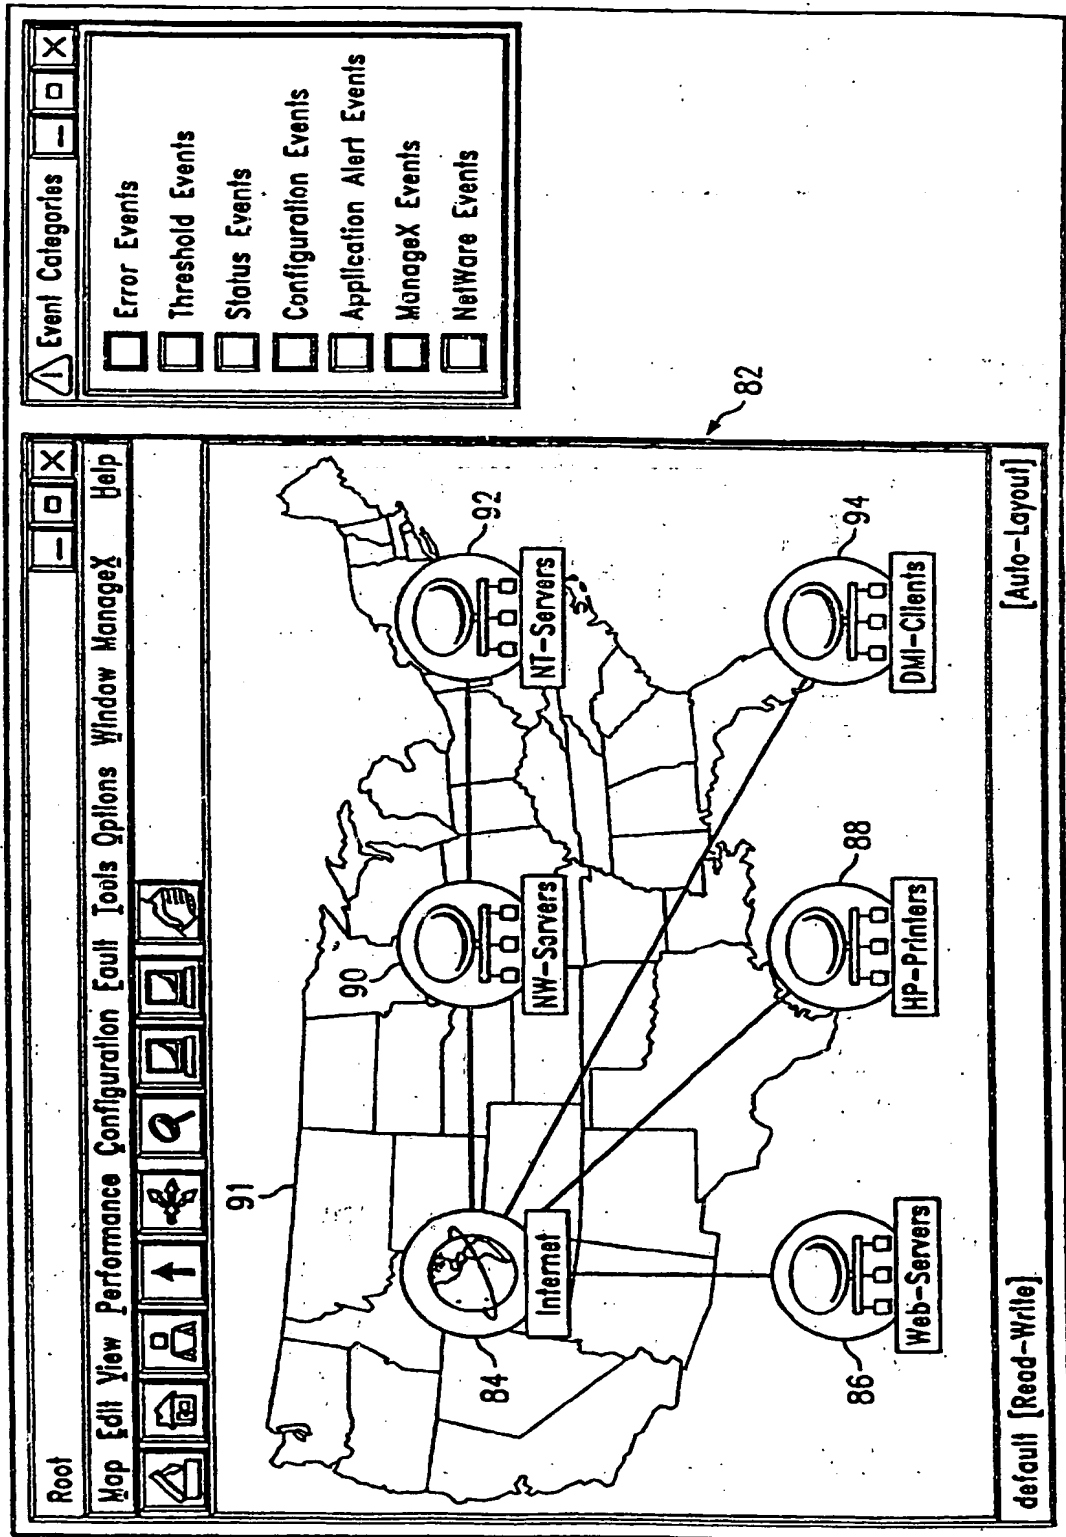 Root
Map Edit View Performance Configuration Fault Tools Options Window ManageX Help
91
84
Internet
90
NW-Servers
92
NT-Servers
86
Web-Servers
88
HP-Printers
94
DMI-Clients
default [Read-Write]
[Auto-Layout]
82
Event Categories
Error Events
Threshold Events
Status Events
Configuration Events
Application Alert Events
ManageX Events
NetWare Events